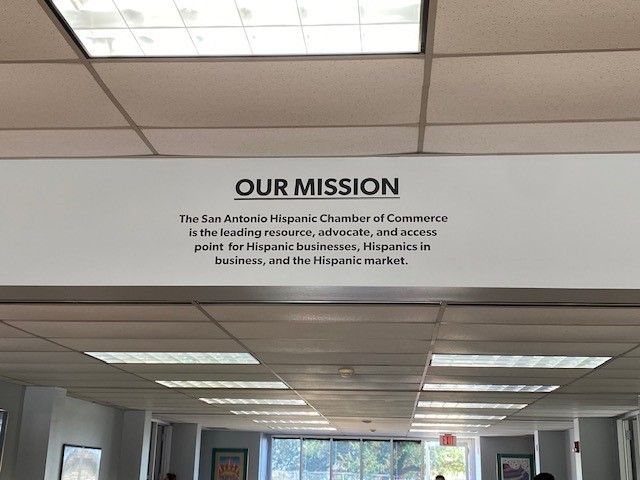 OUR MISSION
The San Antonio Hispanic Chamber of Commerce
is the leading resource, advocate, and access
point for Hispanic businesses, Hispanics in
business, and the Hispanic market.
EXIT